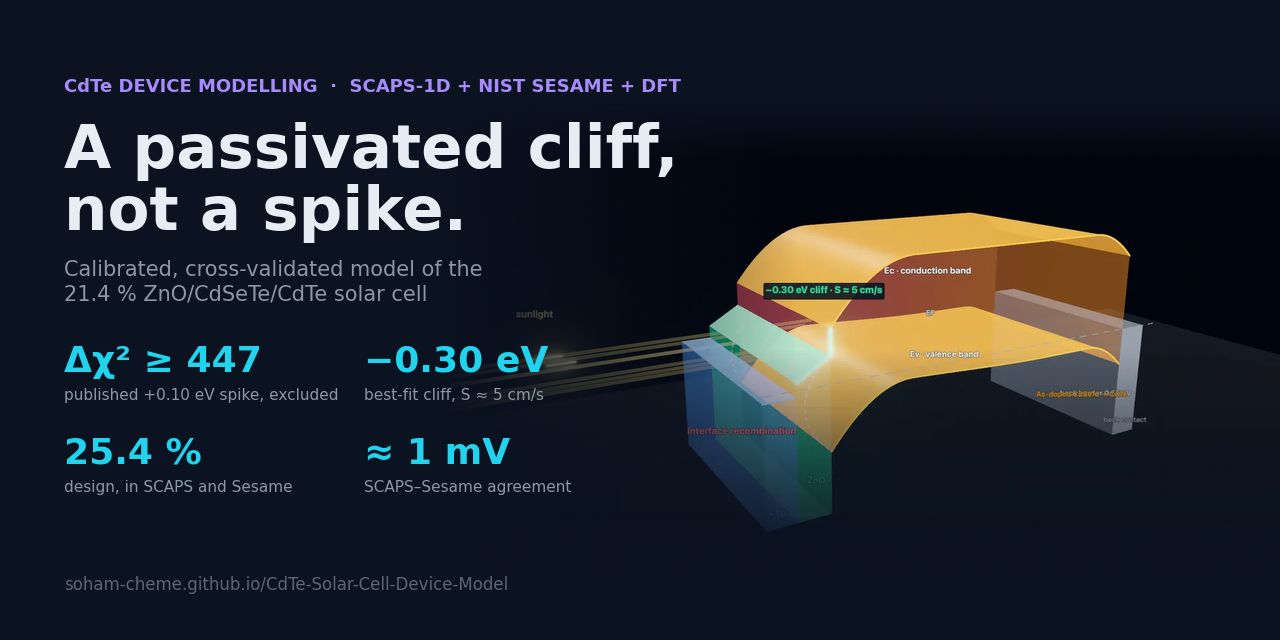 CdTe DEVICE MODELLING · SCAPS-1D + NIST SESAME + DFT
A passivated cliff,
not a spike.
Calibrated, cross-validated model of the
21.4 % ZnO/CdSeTe/CdTe solar cell
Δχ² ≥ 447
published +0.10 eV spike, excluded
−0.30 eV
best-fit cliff, S ≈ 5 cm/s
25.4 %
design, in SCAPS and Sesame
≈ 1 mV
SCAPS–Sesame agreement
soham-cheme.github.io/CdTe-Solar-Cell-Device-Model
sunlight
Ec · conduction band
−0.30 eV cliff · S ≈ 5 cm/s
EF
Ev · valence band
As-doped
back contact
interface recombination
ZnO